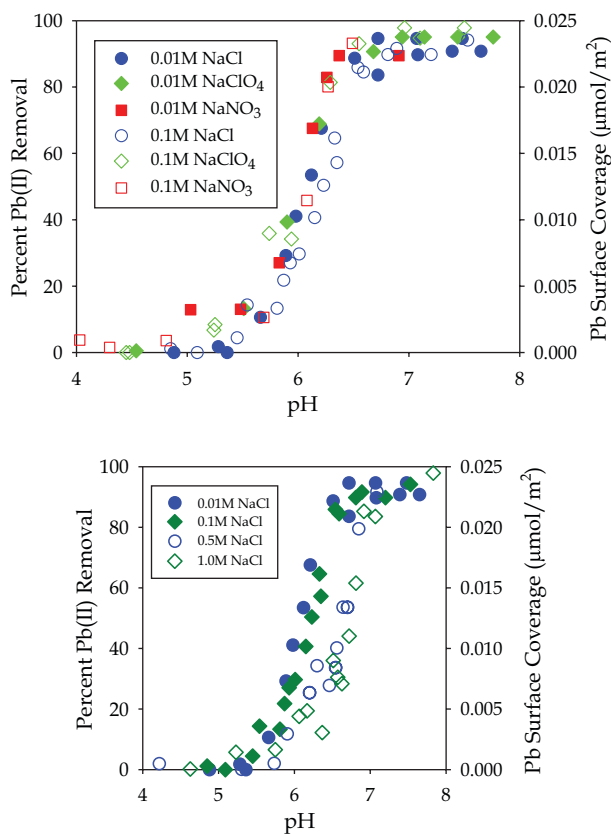 100
80
60
40
20
0
Percent Pb(II) Removal
0.01M NaCl
0.01M NaClO4
0.01M NaNO3
0.1M NaCl
0.1M NaClO4
0.1M NaNO3
0.025
0.020
0.015
0.010
0.005
0.000
Pb Surface Coverage (μmol/m²)
4 5 6 7 8
pH
100
80
60
40
20
0
Percent Pb(II) Removal
0.01M NaCl
0.1M NaCl
0.5M NaCl
1.0M NaCl
0.025
0.020
0.015
0.010
0.005
0.000
Pb Surface Coverage (μmol/m²)
4 5 6 7 8
pH